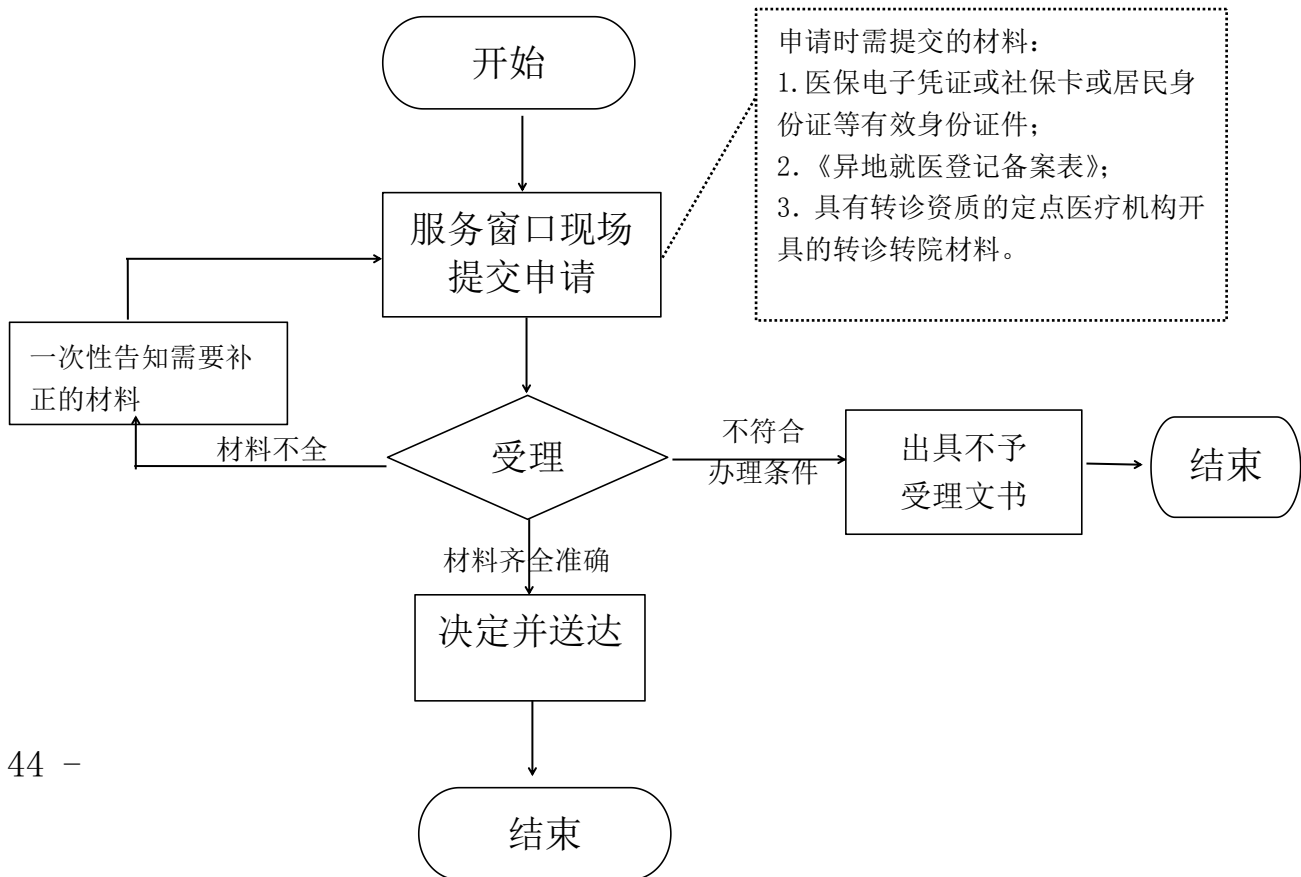 开始
申请时需提交的材料：
1.医保电子凭证或社保卡或居民身
份证等有效身份证件；
2.《异地就医登记备案表》；
3. 具有转诊资质的定点医疗机构开
具的转诊转院材料。
服务窗口现场
提交申请
一次性告知需要补
正的材料
材料不全
受理
不符合
办理条件
出具不予
受理文书
结束
材料齐全准确
决定并送达
44 -
结束